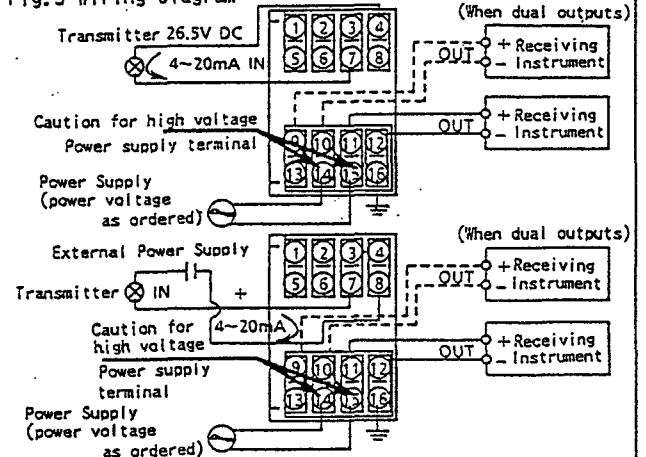 Fig.3 Wiring Diagram
(When dual outputs)
Transmitter 26.5V DC
4~20mA IN
1 2 3 4
5 6 7 8
OUT
+ Receiving
- Instrument
Caution for high voltage
Power supply terminal
9 10 11 12
13 14 15 16
OUT
+ Receiving
- Instrument
Power Supply
(power voltage
as ordered)
(When dual outputs)
External Power Supply
Transmitter IN +
1 2 3 4
5 6 7 8
OUT
+ Receiving
- Instrument
4~20mA
Caution for
high voltage
Power supply
terminal
9 10 11 12
13 14 15 16
OUT
+ Receiving
- Instrument
Power Supply
(power voltage
as ordered)